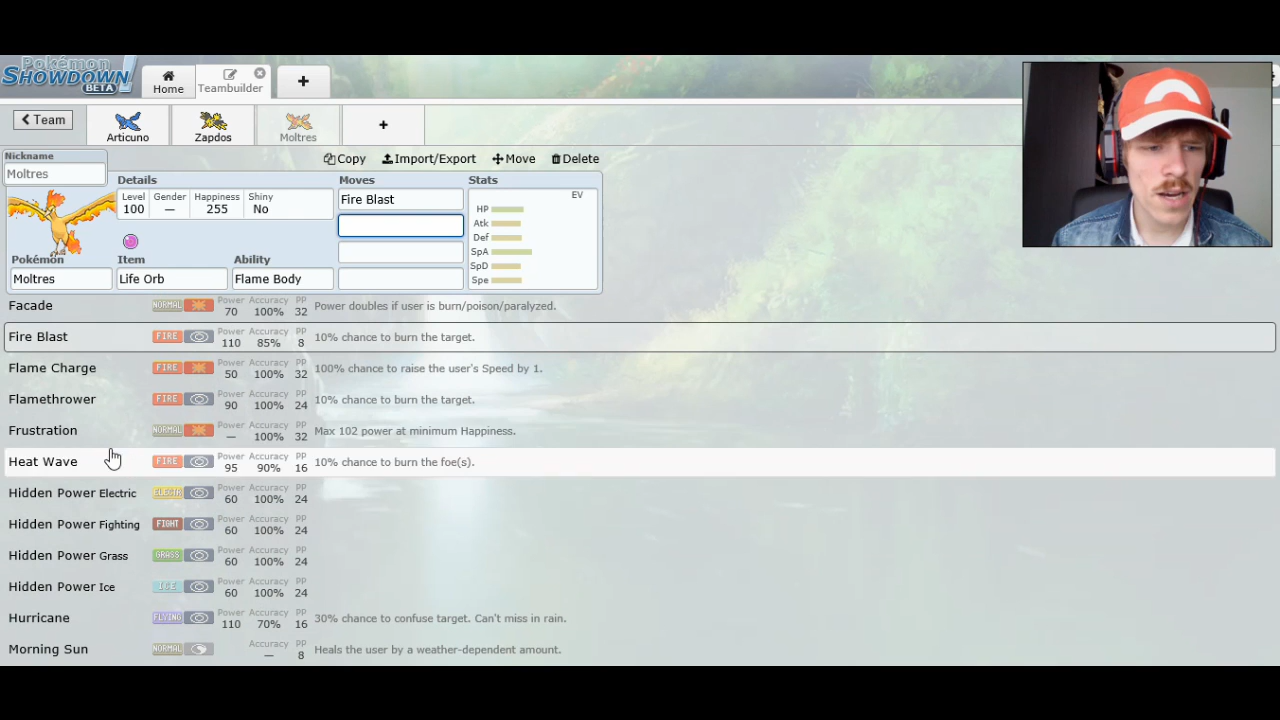 Pokémon
SHOWDOWN!
BETA
Home
Teambuilder
+
Team
Articuno
Zapdos
Moltres
+
Nickname
Moltres
Copy Import/Export Move Delete
Details
Level Gender Happiness Shiny
100 — 255 No
Pokémon Item Ability
Moltres Life Orb Flame Body
Moves
Fire Blast
Stats
EV
HP
Atk
Def
SpA
SpD
Spe
Facade NORMAL Power 70 Accuracy 100% PP 32 Power doubles if user is burn/poison/paralyzed.
Fire Blast FIRE Power 110 Accuracy 85% PP 8 10% chance to burn the target.
Flame Charge FIRE Power 50 Accuracy 100% PP 32 100% chance to raise the user's Speed by 1.
Flamethrower FIRE Power 90 Accuracy 100% PP 24 10% chance to burn the target.
Frustration NORMAL Power — Accuracy 100% PP 32 Max 102 power at minimum Happiness.
Heat Wave FIRE Power 95 Accuracy 90% PP 16 10% chance to burn the foe(s).
Hidden Power Electric ELECTR Power 60 Accuracy 100% PP 24
Hidden Power Fighting FIGHT Power 60 Accuracy 100% PP 24
Hidden Power Grass GRASS Power 60 Accuracy 100% PP 24
Hidden Power Ice ICE Power 60 Accuracy 100% PP 24
Hurricane FLYING Power 110 Accuracy 70% PP 16 30% chance to confuse target. Can't miss in rain.
Morning Sun NORMAL Accuracy — PP 8 Heals the user by a weather-dependent amount.